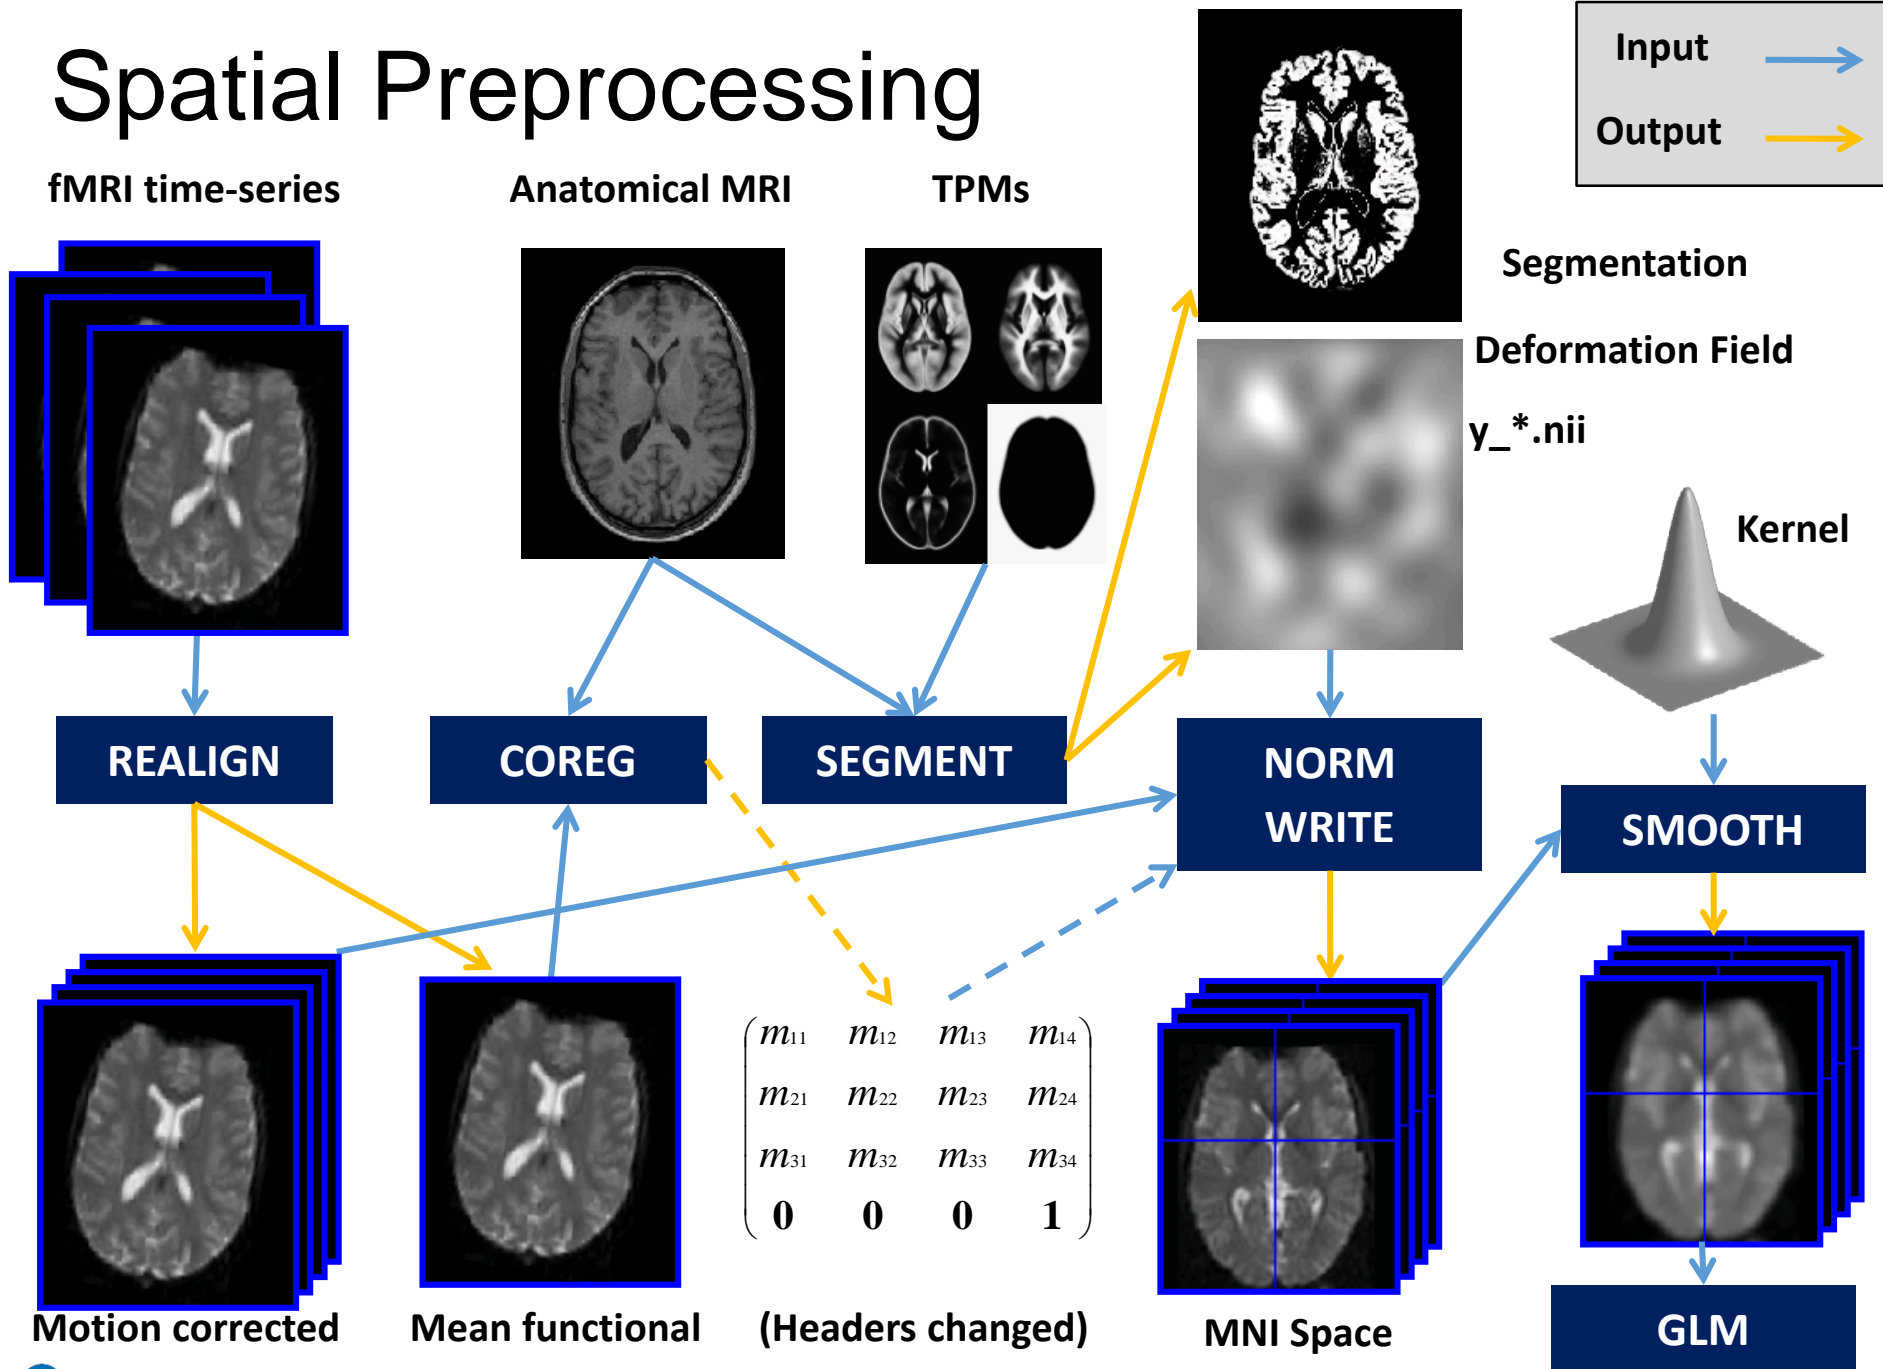 Spatial Preprocessing
Input
Output
fMRI time-series
Anatomical MRI
TPMs
Segmentation
Deformation Field
y_*.nii
Kernel
REALIGN
COREG
SEGMENT
NORM
WRITE
SMOOTH
m11 m12 m13 m14
m21 m22 m23 m24
m31 m32 m33 m34
0 0 0 1
Motion corrected
Mean functional
(Headers changed)
MNI Space
GLM